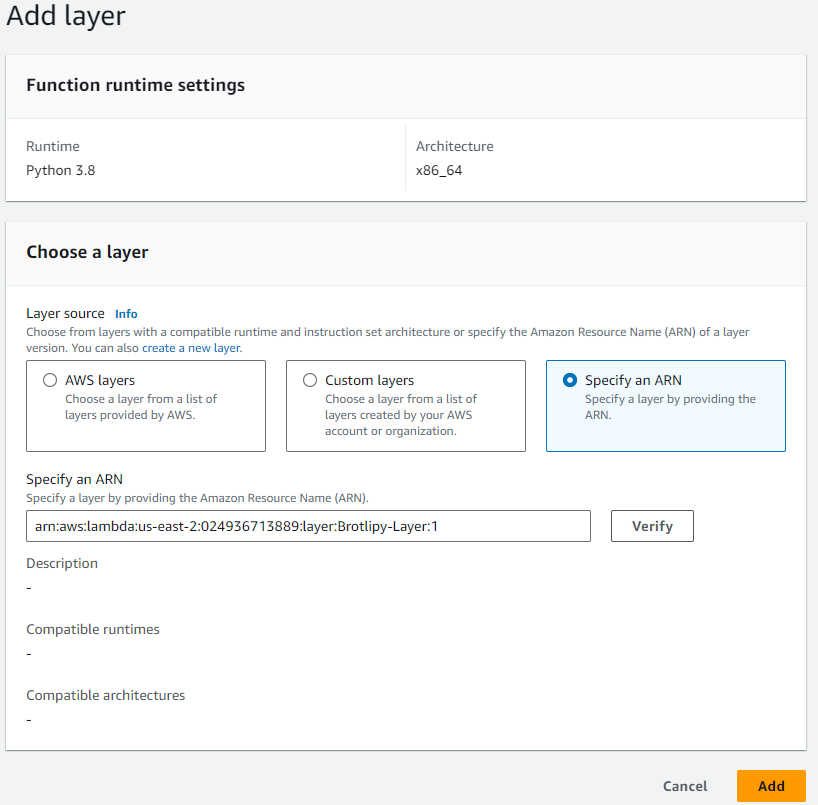 Add layer
Function runtime settings
Runtime
Python 3.8
Architecture
x86_64
Choose a layer
Layer source Info
Choose from layers with a compatible runtime and instruction set architecture or specify the Amazon Resource Name (ARN) of a layer
version. You can also create a new layer.
AWS layers
Choose a layer from a list of
layers provided by AWS.
Custom layers
Choose a layer from a list of
layers created by your AWS
account or organization.
Specify an ARN
Specify a layer by providing the
ARN.
Specify an ARN
Specify a layer by providing the Amazon Resource Name (ARN).
arn:aws:lambda:us-east-2:024936713889:layer:Brotlipy-Layer:1
Verify
Description
-
Compatible runtimes
-
Compatible architectures
-
Cancel
Add